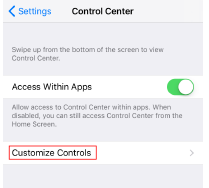 Settings
Control Center
Swipe up from the bottom of the screen to view
Control Center.
Access Within Apps
Allow access to Control Center within apps. When
disabled, you can still access Control Center from the
Home Screen.
Customize Controls